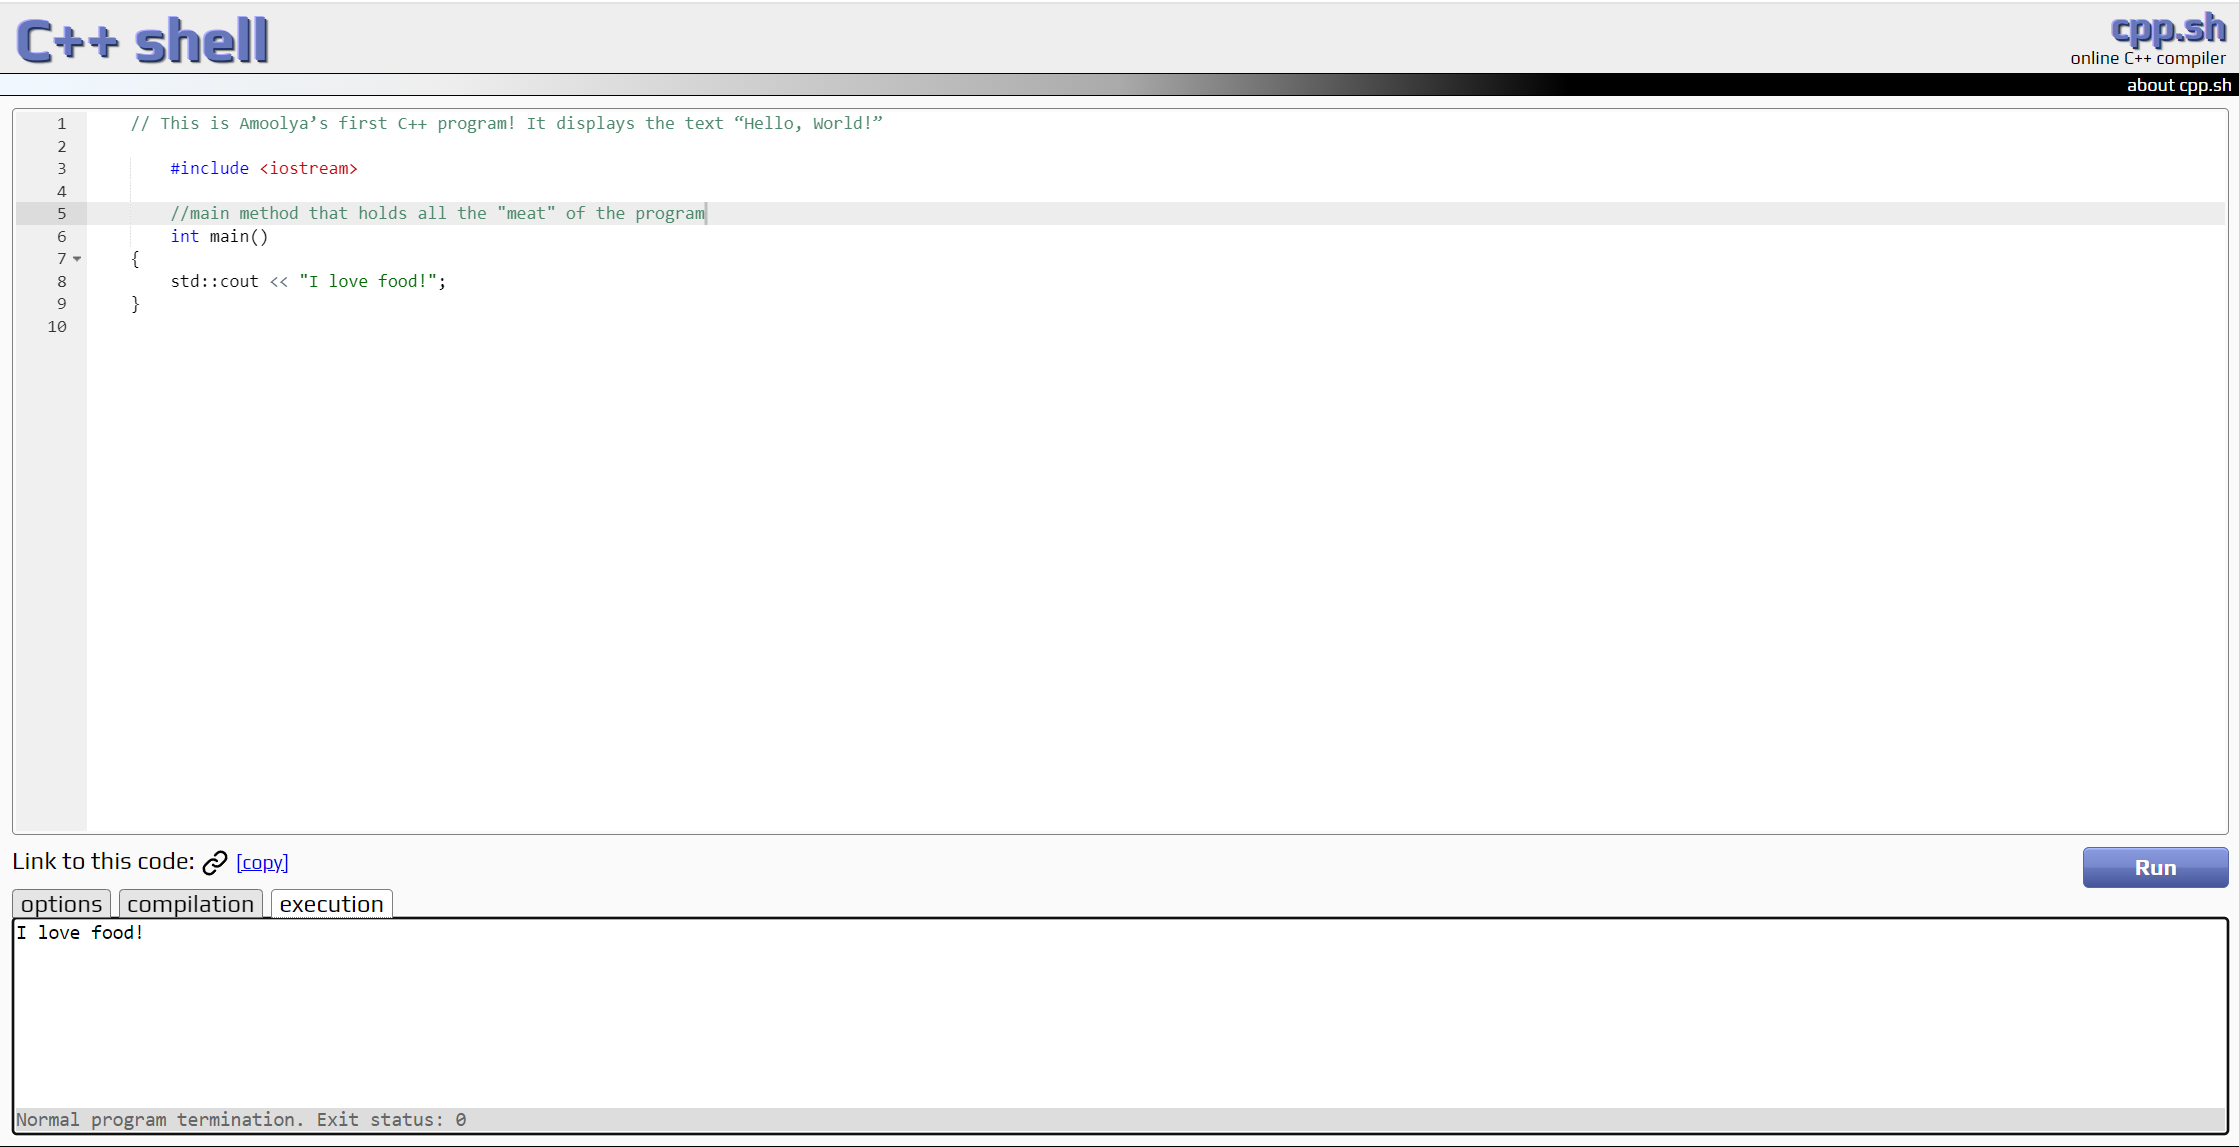 C++ shell
cpp.sh
online C++ compiler
about cpp.sh
1 // This is Amoolya’s first C++ program! It displays the text “Hello, World!”
2
3 #include <iostream>
4
5 //main method that holds all the "meat" of the program
6 int main()
7 {
8 std::cout << "I love food!";
9 }
10
Link to this code: [copy]
Run
options compilation execution
I love food!
Normal program termination. Exit status: 0